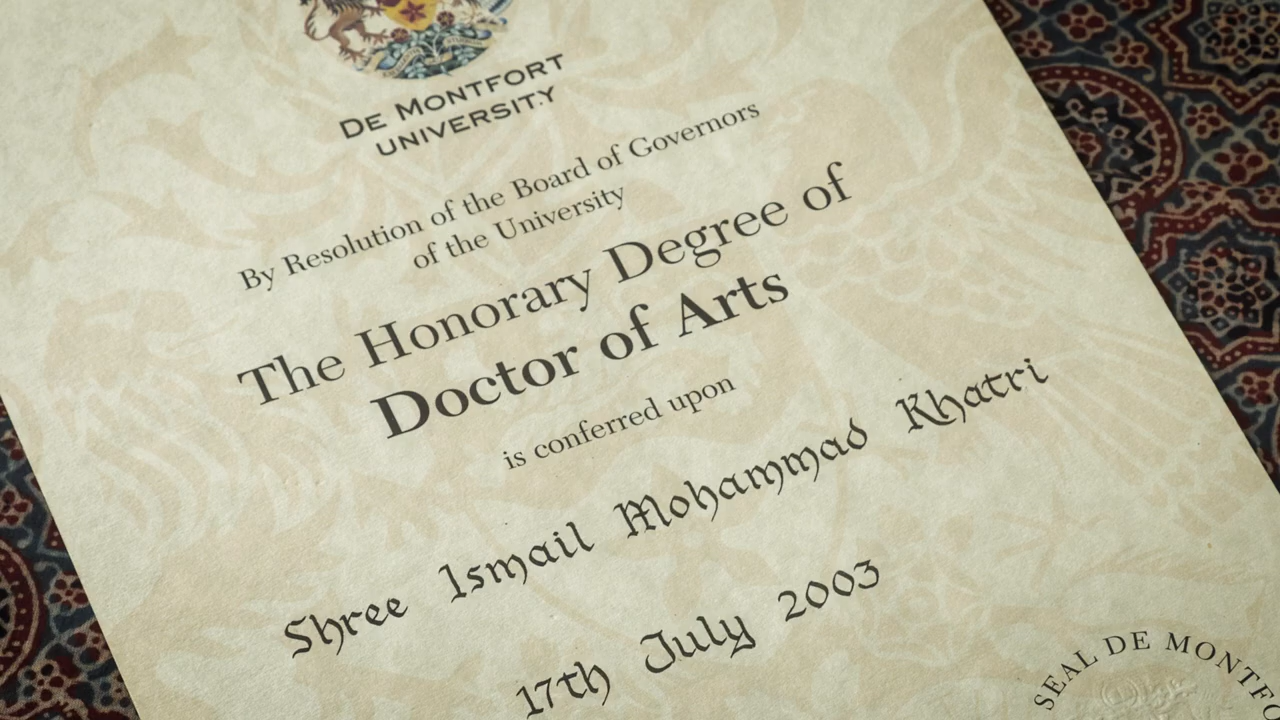 DE MONTFORT
UNIVERSITY
By Resolution of the Board of Governors
of the University
The Honorary Degree of
Doctor of Arts
is conferred upon
Shree Ismail Mohammad Khatri
17th July 2003
SEAL DE MONTFO